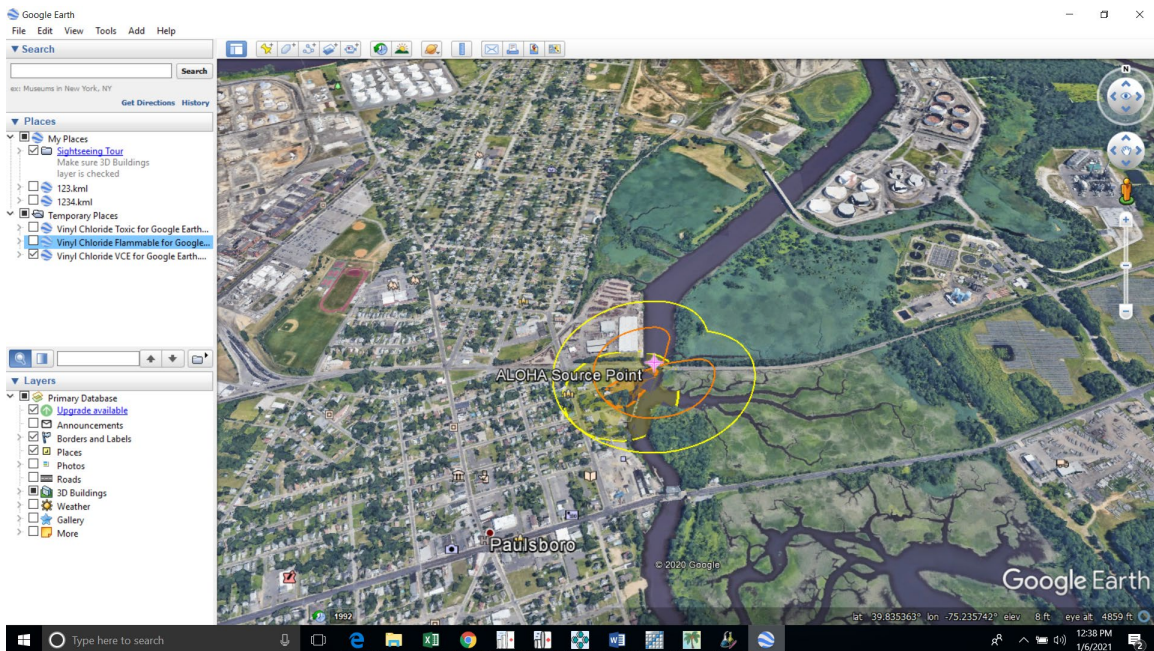 Google Earth
File Edit View Tools Add Help
Search
Search
ex: Museums in New York, NY
Get Directions History
Places
My Places
Sightseeing Tour
Make sure 3D Buildings
layer is checked
123.kml
1234.kml
Temporary Places
Vinyl Chloride Toxic for Google Earth...
Vinyl Chloride Flammable for Google...
Vinyl Chloride VCE for Google Earth....
Layers
Primary Database
Upgrade available
Announcements
Borders and Labels
Places
Photos
Roads
3D Buildings
Weather
Gallery
More
N
ALOHA Source Point
Paulsboro
© 2020 Google
Google Earth
1992
lat 39.835363° lon -75.235742° elev 8 ft eye alt 4859 ft
Type here to search
12:38 PM
1/6/2021
2